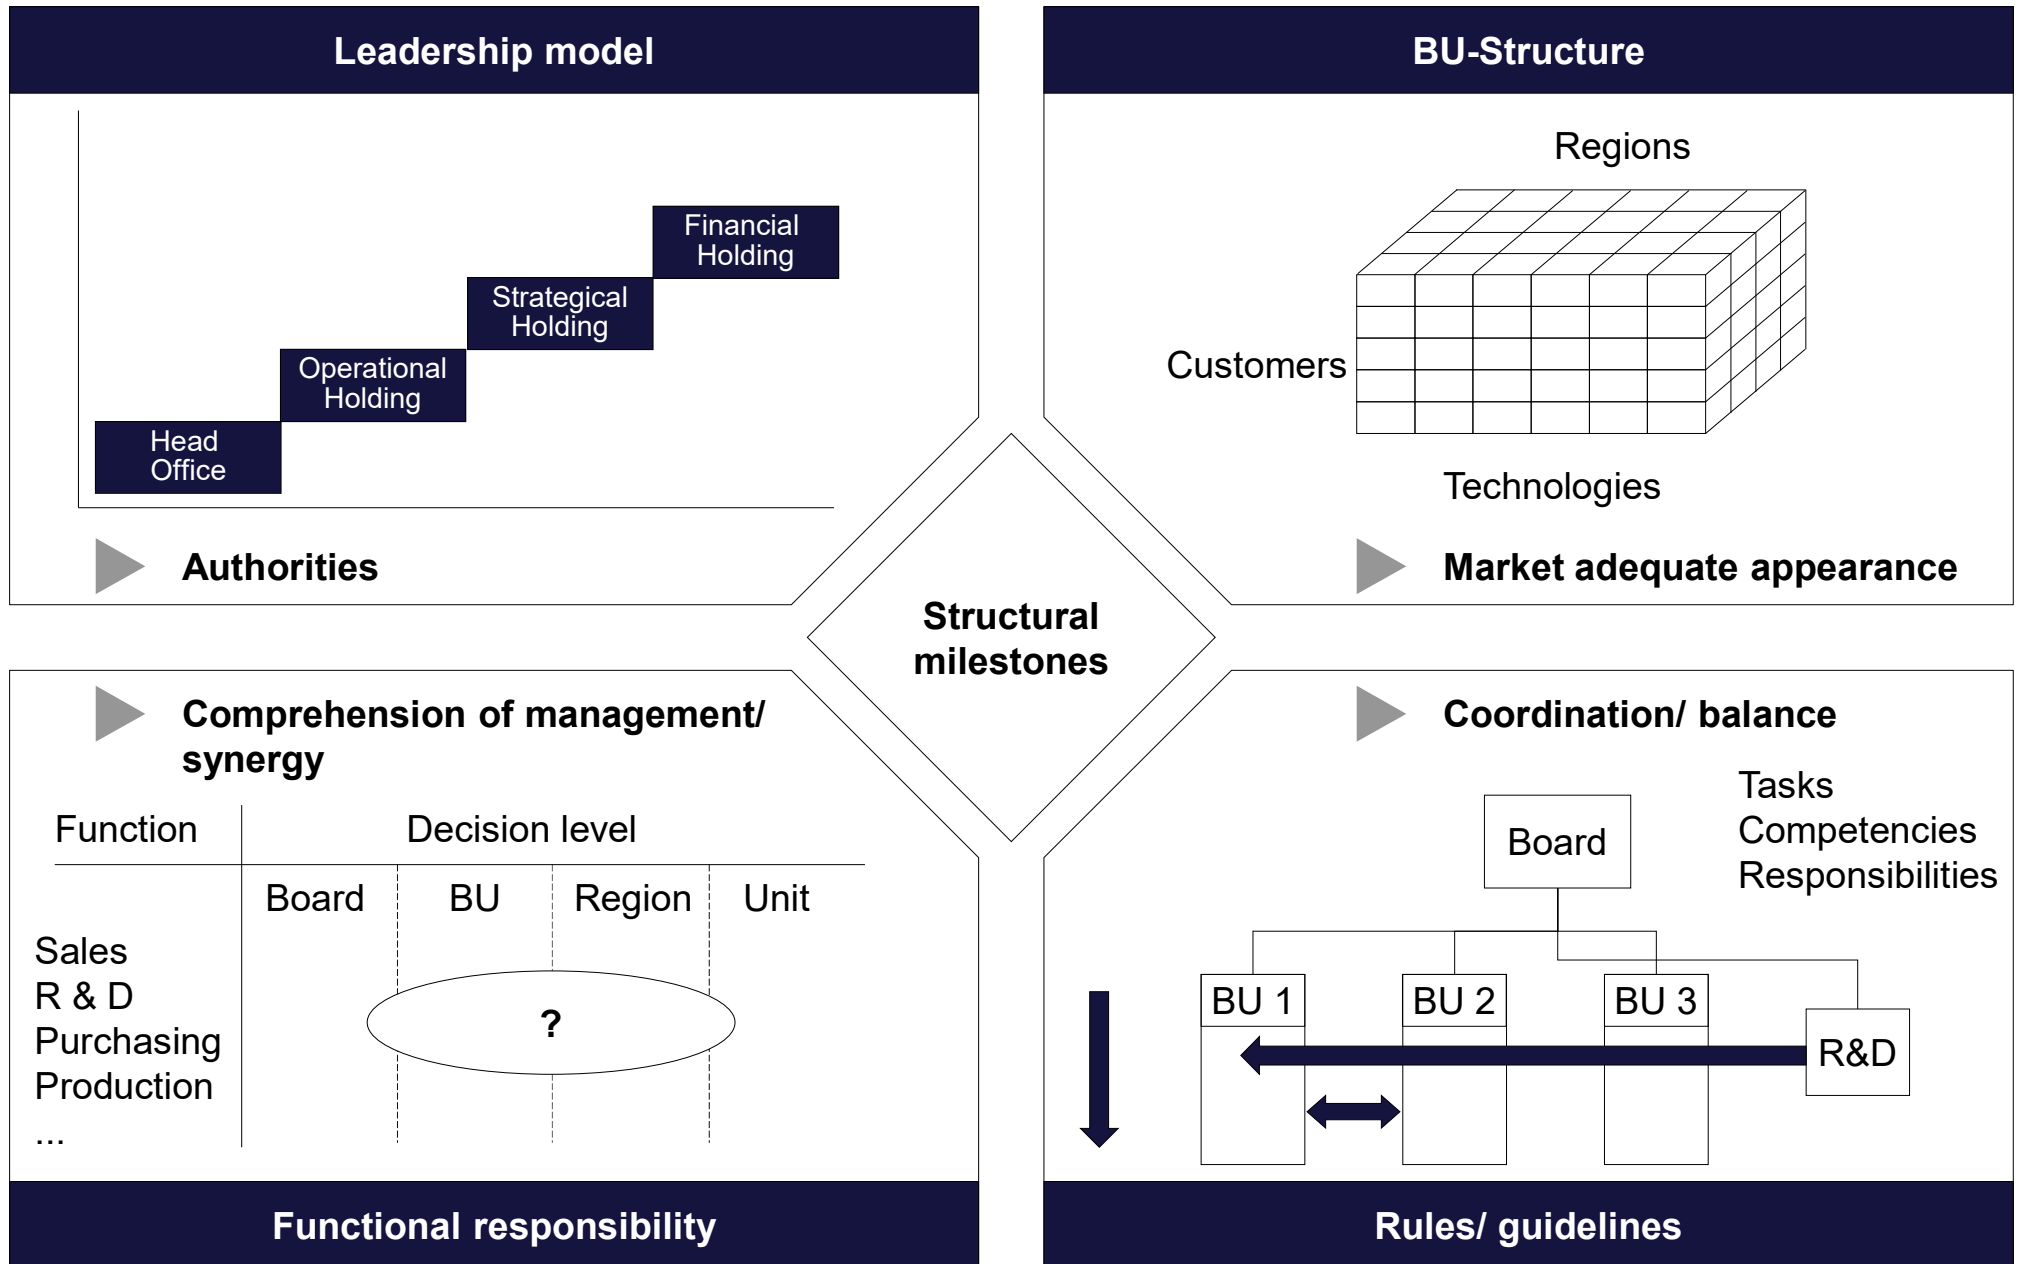 Leadership model
Financial
Holding
Strategical
Holding
Operational
Holding
Head
Office
Authorities
BU-Structure
Regions
Customers
Technologies
Market adequate appearance
Structural
milestones
Comprehension of management/
synergy
Function
Decision level
Board
BU
Region
Unit
Sales
R & D
Purchasing
Production
...
?
Functional responsibility
Coordination/ balance
Tasks
Competencies
Responsibilities
Board
BU 1
BU 2
BU 3
R&D
Rules/ guidelines